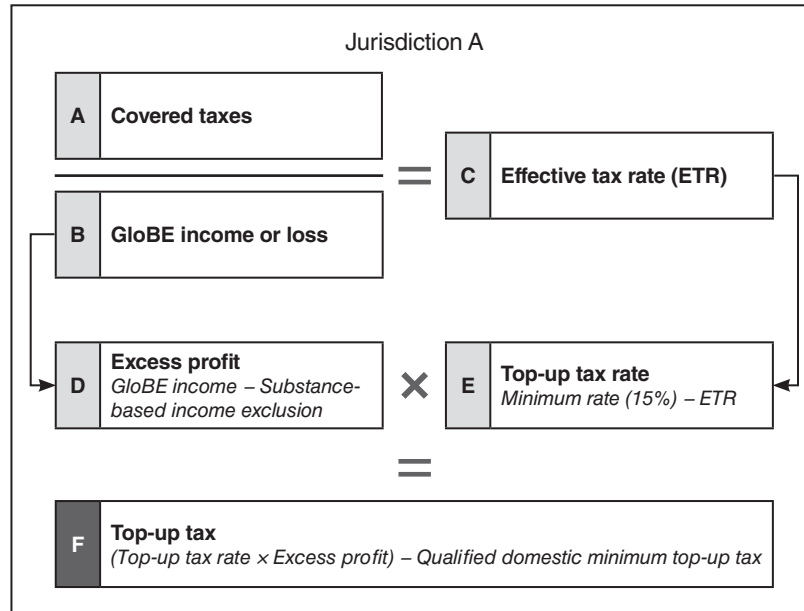 Jurisdiction A
A Covered taxes
=
C Effective tax rate (ETR)
B GloBE income or loss
D Excess profit
GloBE income – Substance-
based income exclusion
×
E Top-up tax rate
Minimum rate (15%) – ETR
=
F Top-up tax
(Top-up tax rate × Excess profit) – Qualified domestic minimum top-up tax